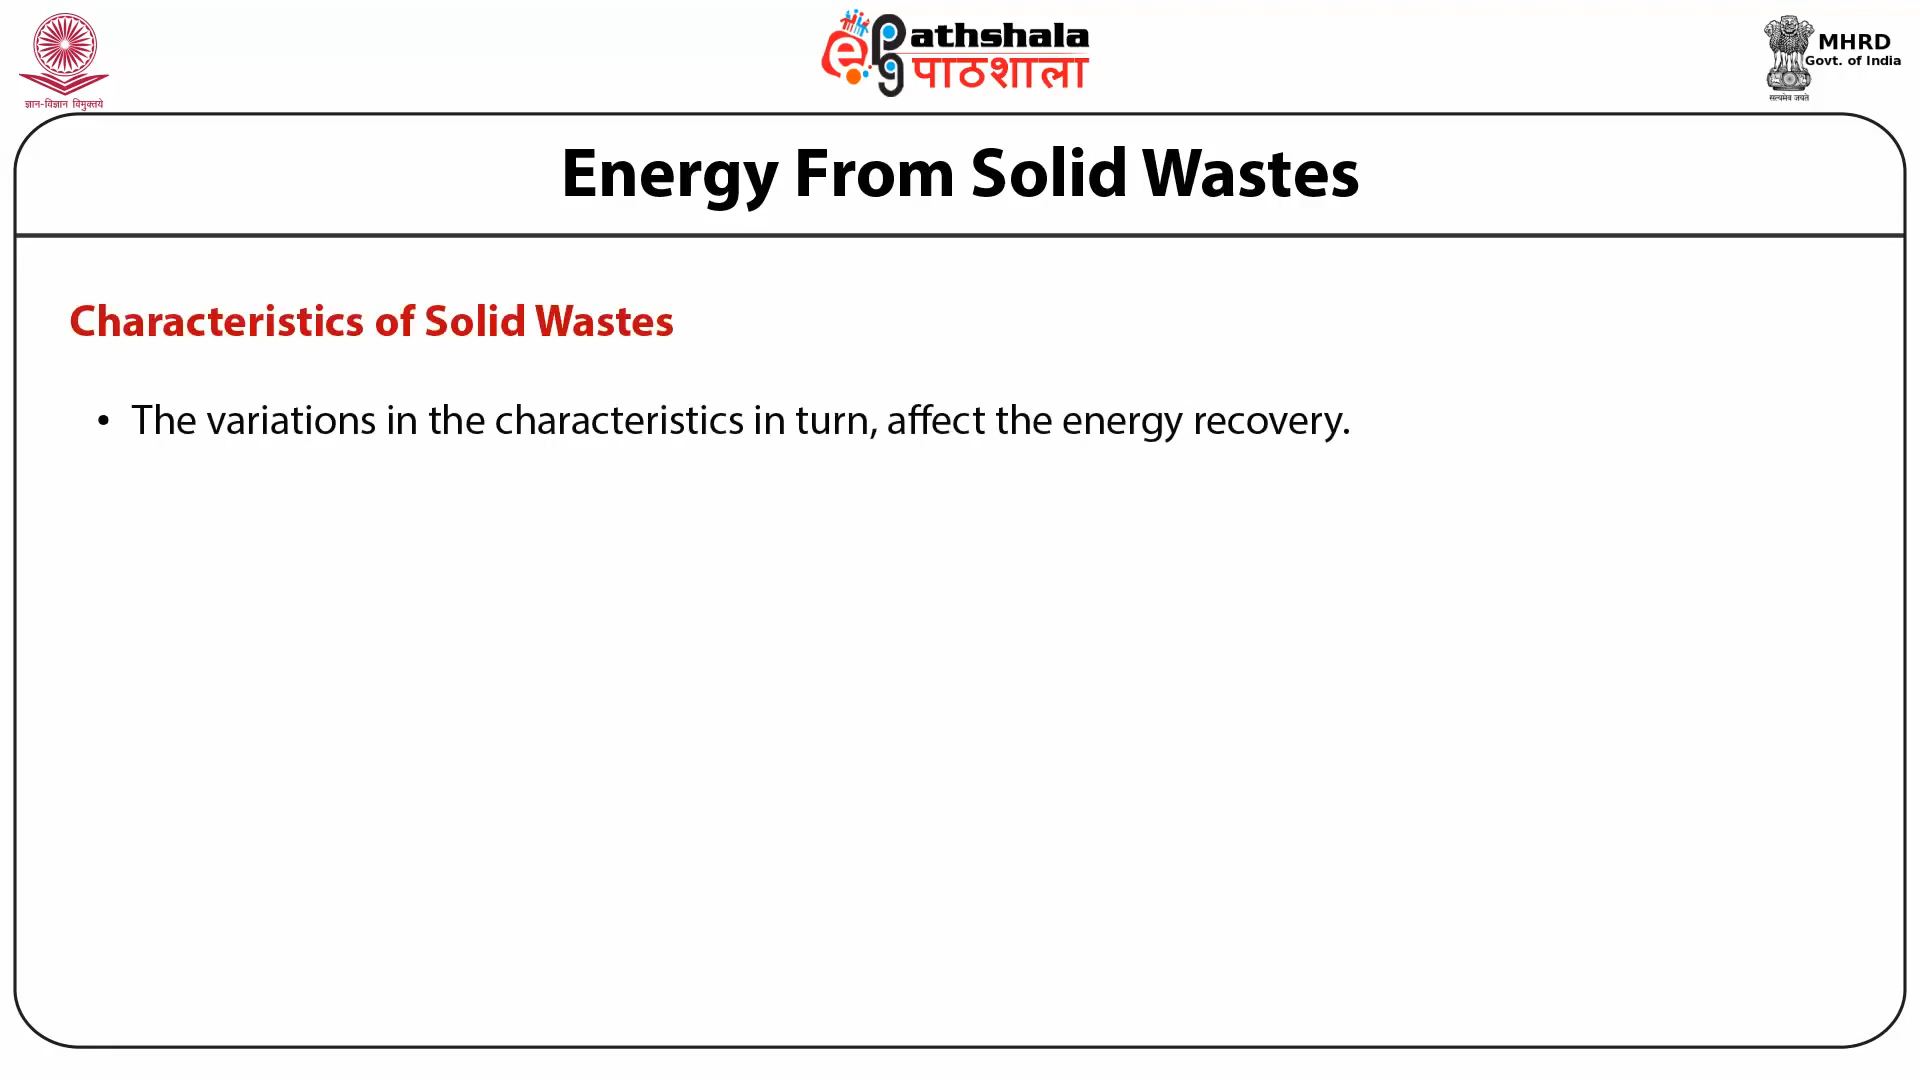 ज्ञान-विज्ञान विमुक्तये
ePathshala
पाठशाला
MHRD
Govt. of India
सत्यमेव जयते
Energy From Solid Wastes
Characteristics of Solid Wastes
• The variations in the characteristics in turn, affect the energy recovery.